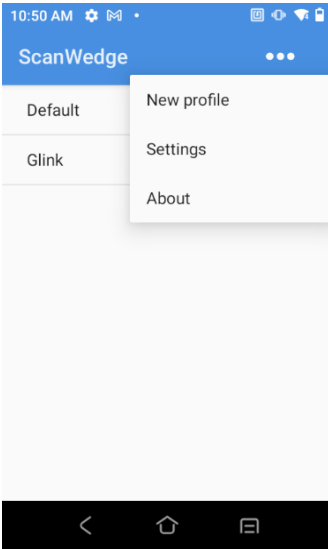 10:50 AM
ScanWedge
Default
New profile
Glink
Settings
About